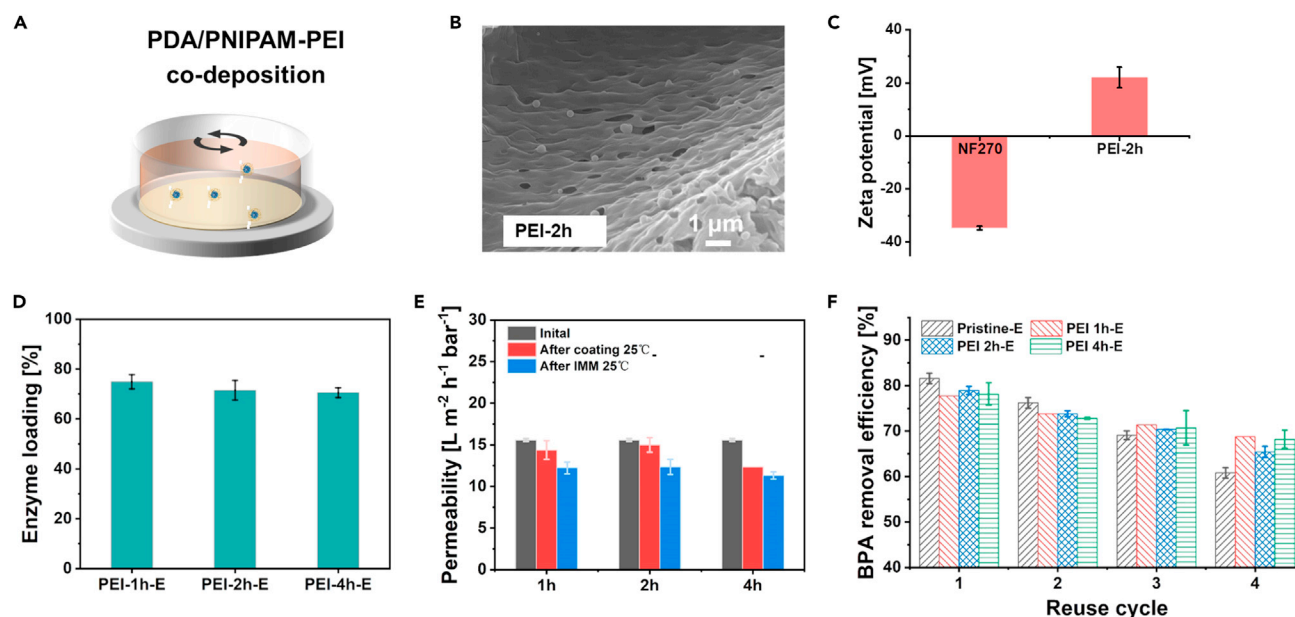 A
PDA/PNIPAM-PEI
co-deposition
B
PEI-2h
1 µm
C
Zeta potential [mV]
40
20
0
-20
-40
NF270
PEI-2h
D
Enzyme loading [%]
100
80
60
40
20
0
PEI-1h-E
PEI-2h-E
PEI-4h-E
E
Permeability [L m⁻² h⁻¹ bar⁻¹]
30
25
20
15
10
5
0
Inital
After coating 25℃
After IMM 25℃
1h
2h
4h
F
BPA removal efficiency [%]
90
80
70
60
50
40
Pristine-E
PEI 1h-E
PEI 2h-E
PEI 4h-E
1
2
3
4
Reuse cycle